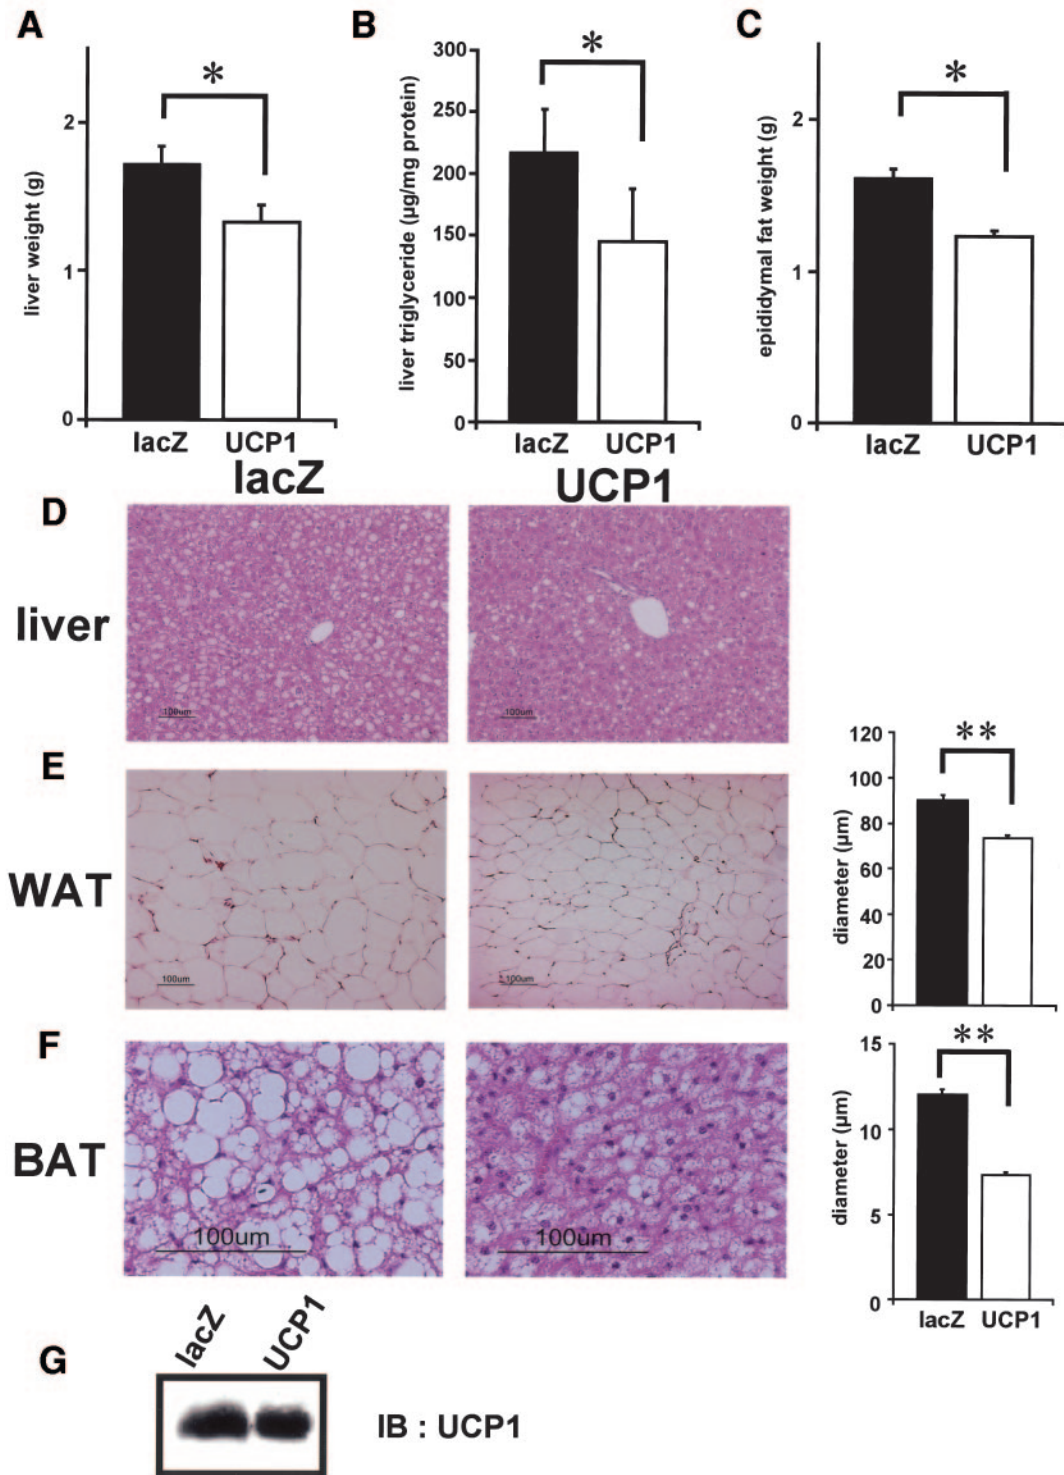 A
B
C
*
*
*
liver weight (g)
2
1
0
lacZ UCP1
liver triglyceride (µg/mg protein)
300
250
200
150
100
50
0
lacZ UCP1
epididymal fat weight (g)
2
1
0
lacZ UCP1
lacZ UCP1
D
liver
100um
100um
E
WAT
100um
100um
**
diameter (µm)
120
100
80
60
40
20
0
F
BAT
100um
100um
**
diameter (µm)
15
10
5
0
lacZ UCP1
G
lacZ UCP1
IB : UCP1